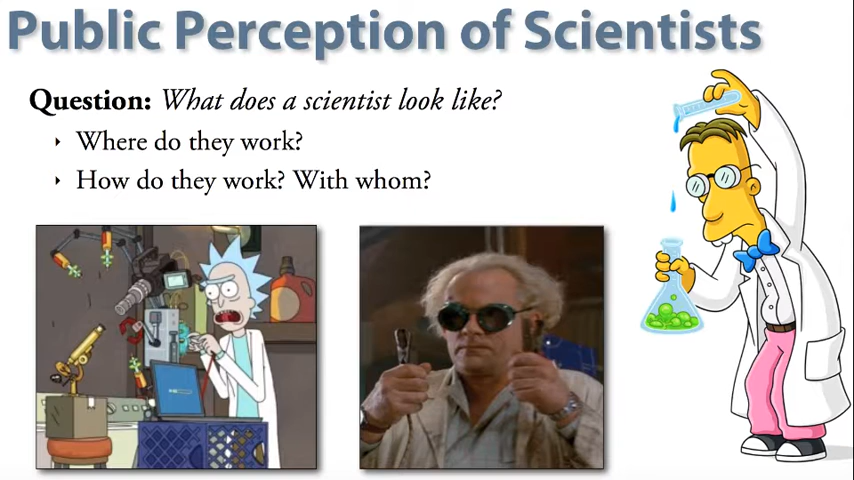 Public Perception of Scientists
Question: What does a scientist look like?
‣ Where do they work?
‣ How do they work? With whom?